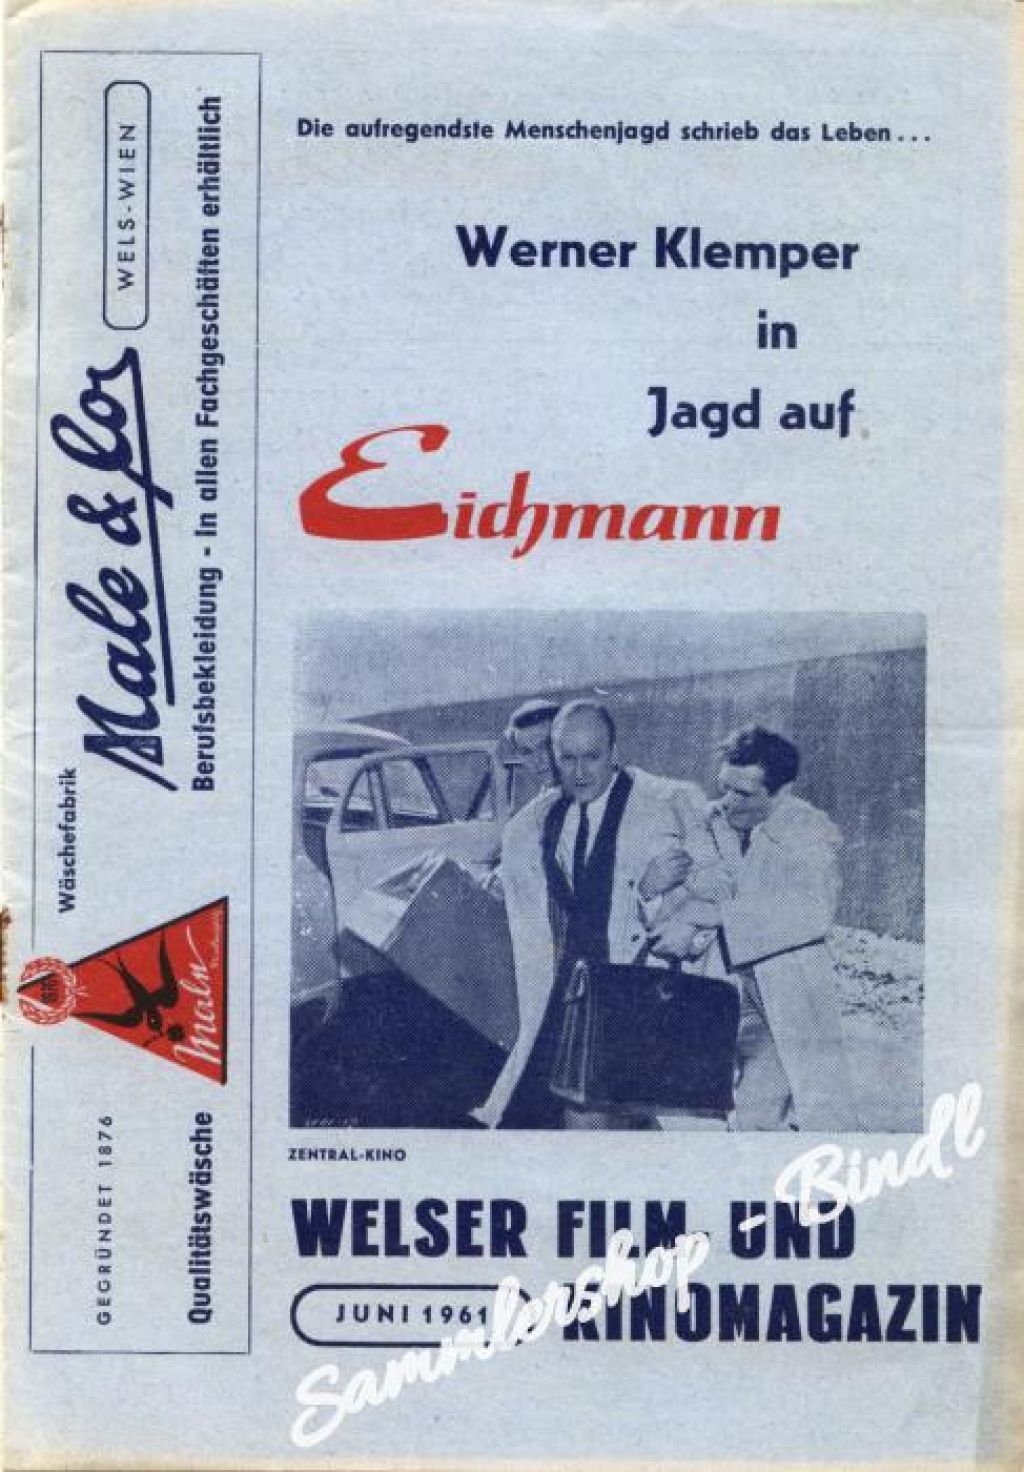 Die aufregendste Menschenjagd schrieb das Leben...
Werner Klemper
in
Jagd auf
Eichmann
ZENTRAL-KINO
WELSER FILM- UND
JUNI 1961 KINOMAGAZIN
Sammlershop - Bindl
GEGRÜNDET 1876
Wäschefabrik
Male & Co
WELS-WIEN
Qualitätswäsche
Berufsbekleidung - In allen Fachgeschäften erhältlich